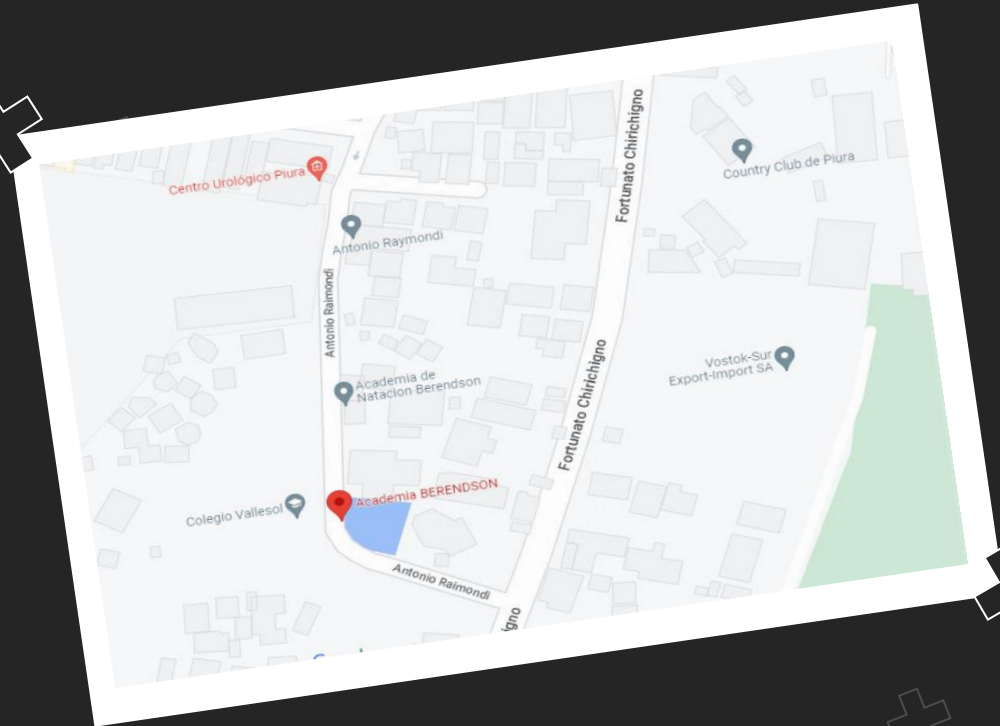 Fortunato Chirichigno
Country Club de Piura
Centro Urológico Piura
Antonio Raymondi
Antonio Raimondi
Fortunato Chirichigno
Vostok-Sur
Export-Import SA
Academia de
Natacion Berendson
Academia BERENDSON
Colegio Vallesol
Antonio Raimondi
igno